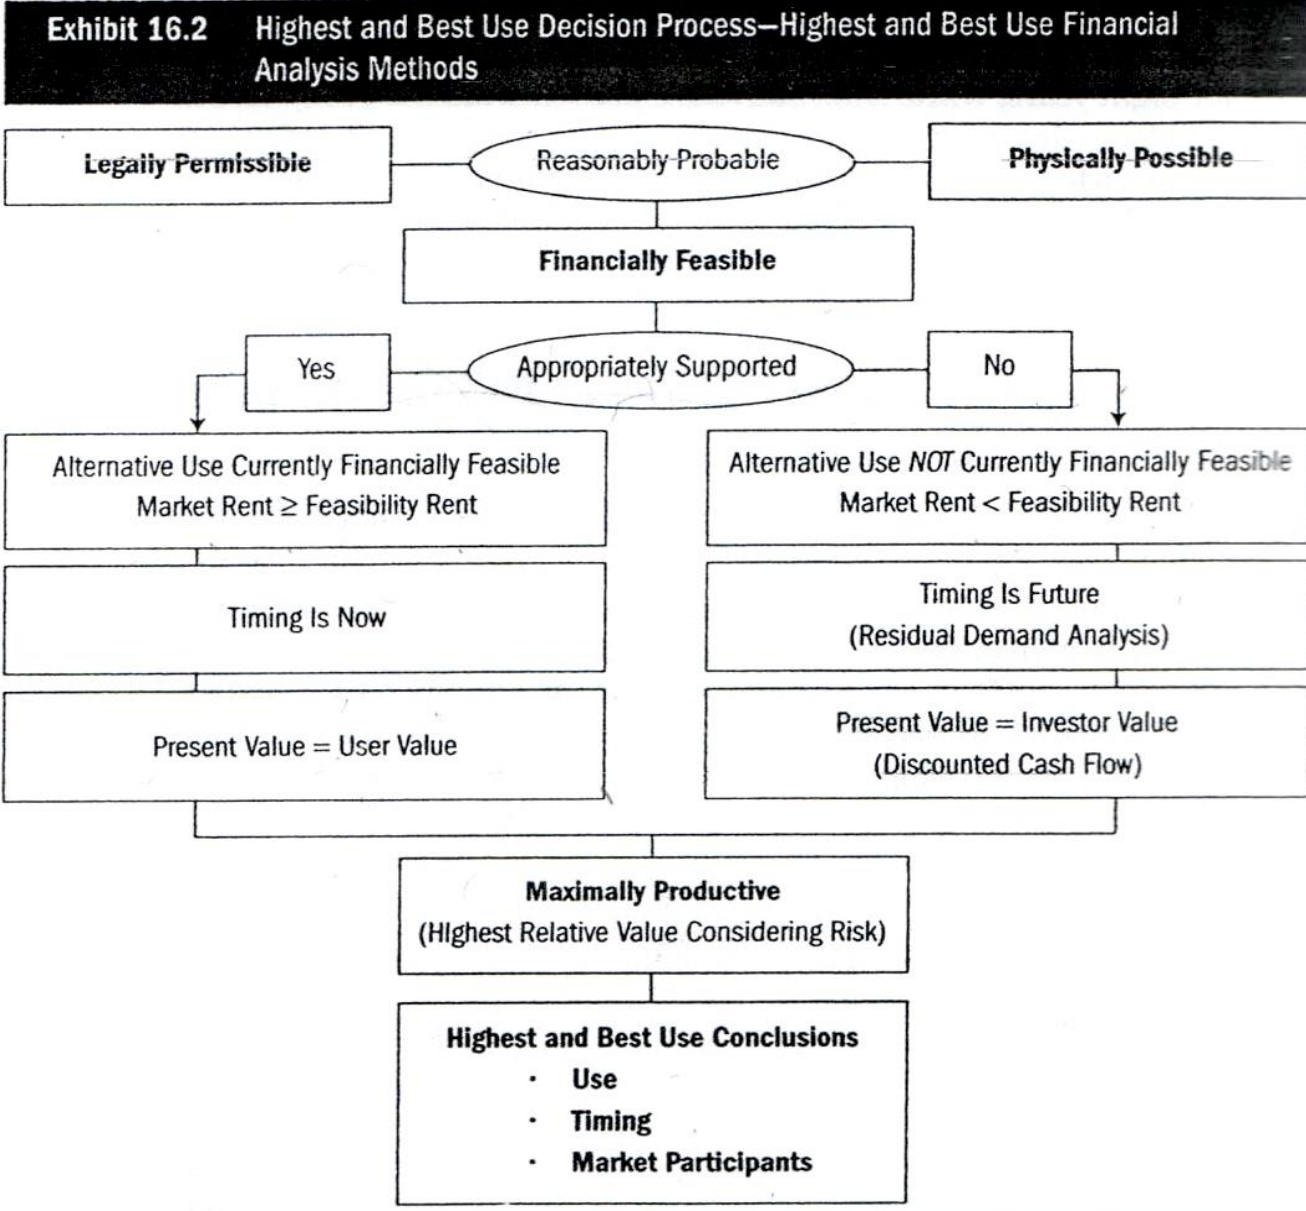 Exhibit 16.2 Highest and Best Use Decision Process—Highest and Best Use Financial
Analysis Methods
Legally Permissible
Reasonably Probable
Physically Possible
Financially Feasible
Yes
Appropriately Supported
No
Alternative Use Currently Financially Feasible
Market Rent ≥ Feasibility Rent
Alternative Use NOT Currently Financially Feasible
Market Rent < Feasibility Rent
Timing Is Now
Timing Is Future
(Residual Demand Analysis)
Present Value = User Value
Present Value = Investor Value
(Discounted Cash Flow)
Maximally Productive
(Highest Relative Value Considering Risk)
Highest and Best Use Conclusions
· Use
· Timing
· Market Participants